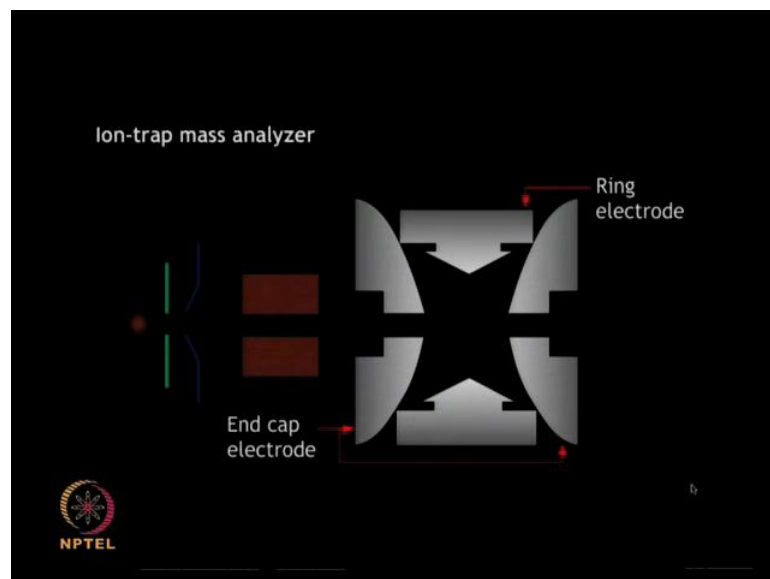 Ion-trap mass analyzer
Ring
electrode
End cap
electrode
NPTEL